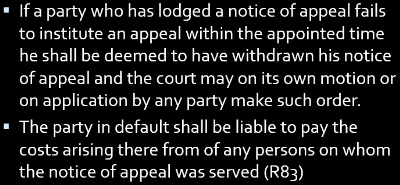 ▪ If a party who has lodged a notice of appeal fails
to institute an appeal within the appointed time
he shall be deemed to have withdrawn his notice
of appeal and the court may on its own motion or
on application by any party make such order.
▪ The party in default shall be liable to pay the
costs arising there from of any persons on whom
the notice of appeal was served (R83)